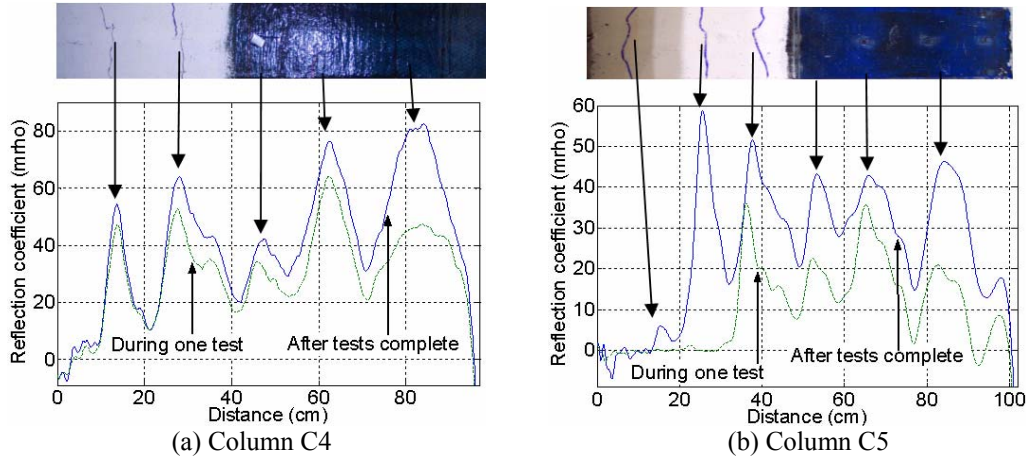 80
60
40
20
0
Reflection coefficient (mrho)
During one test
After tests complete
0 20 40 60 80
Distance (cm)
(a) Column C4
60
50
40
30
20
10
0
Reflection coefficient (mrho)
During one test
After tests complete
0 20 40 60 80 100
Distance (cm)
(b) Column C5